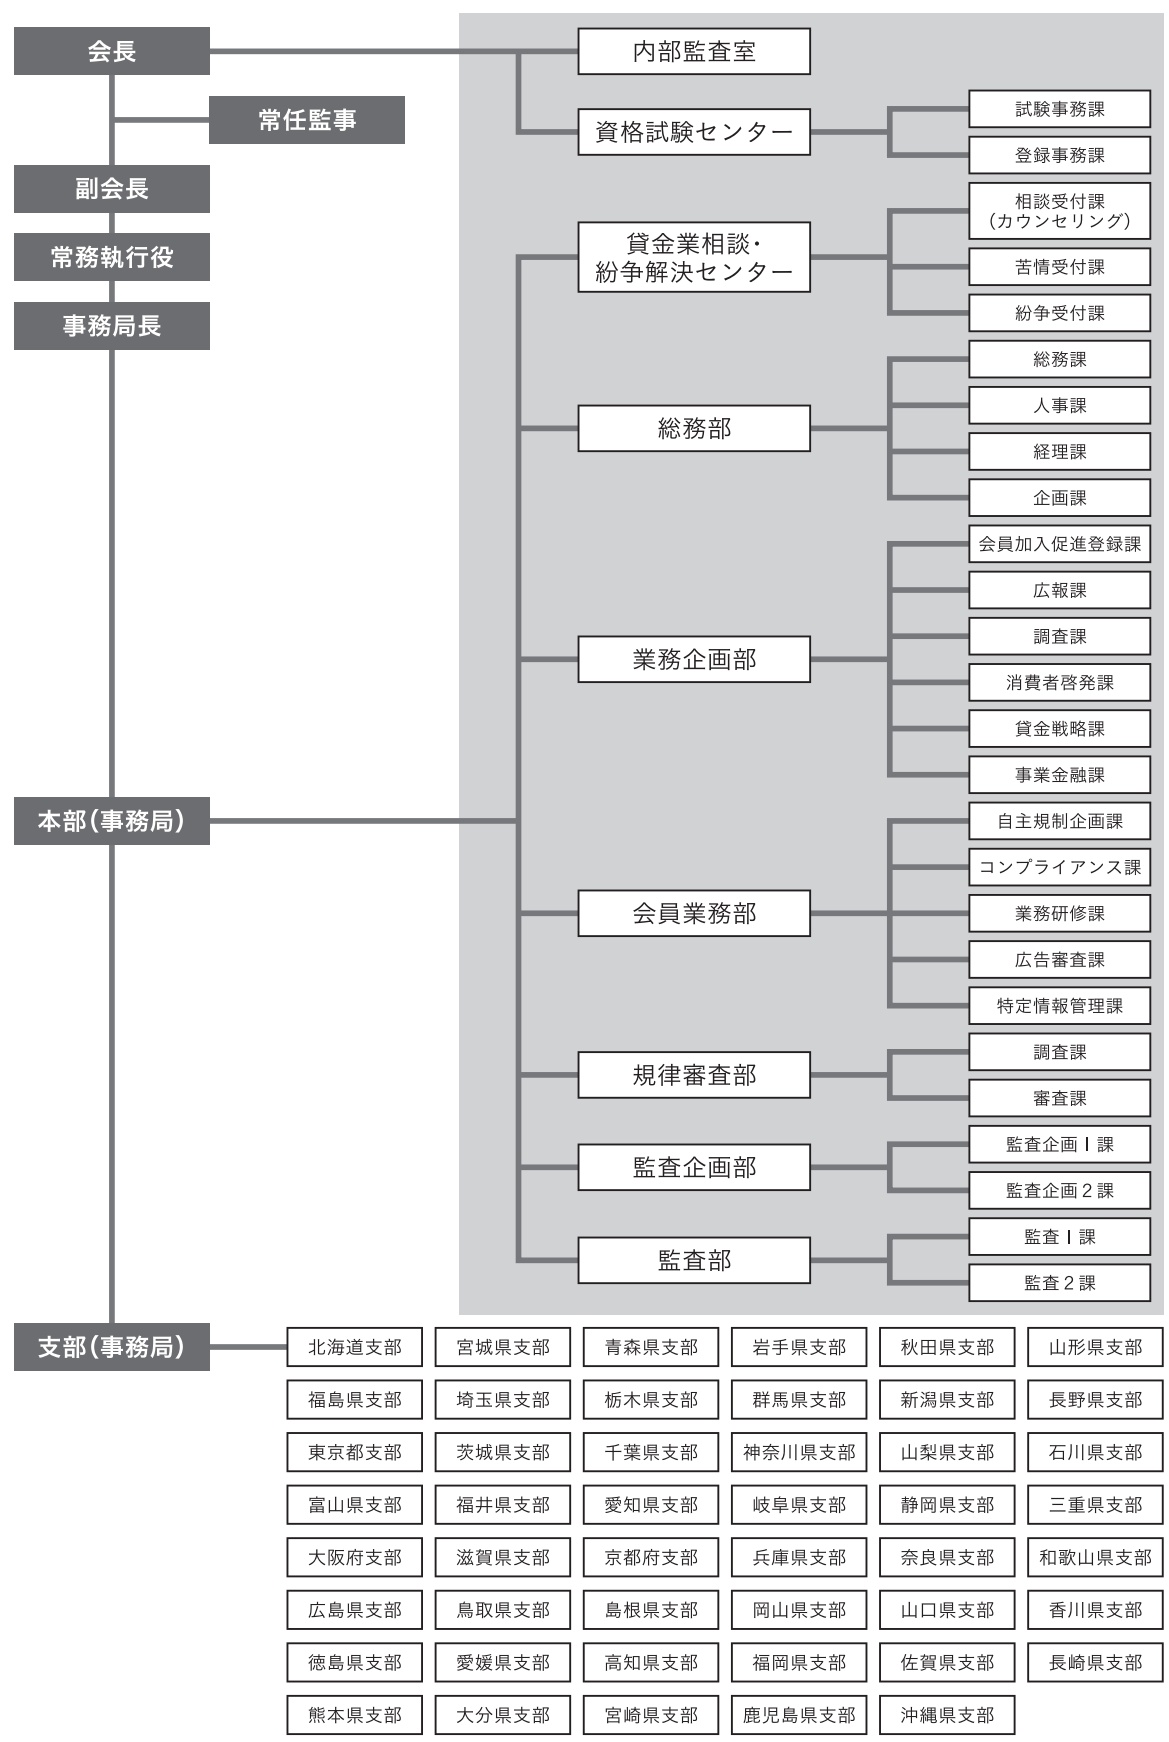 会長
常任監事
副会長
常務執行役
事務局長
本部（事務局）
支部（事務局）
内部監査室
資格試験センター
試験事務課
登録事務課
貸金業相談・
紛争解決センター
相談受付課
（カウンセリング）
苦情受付課
紛争受付課
総務部
総務課
人事課
経理課
企画課
業務企画部
会員加入促進登録課
広報課
調査課
消費者啓発課
貸金戦略課
事業金融課
会員業務部
自主規制企画課
コンプライアンス課
業務研修課
広告審査課
特定情報管理課
規律審査部
調査課
審査課
監査企画部
監査企画1課
監査企画2課
監査部
監査1課
監査2課
北海道支部 宮城県支部 青森県支部 岩手県支部 秋田県支部 山形県支部
福島県支部 埼玉県支部 栃木県支部 群馬県支部 新潟県支部 長野県支部
東京都支部 茨城県支部 千葉県支部 神奈川県支部 山梨県支部 石川県支部
富山県支部 福井県支部 愛知県支部 岐阜県支部 静岡県支部 三重県支部
大阪府支部 滋賀県支部 京都府支部 兵庫県支部 奈良県支部 和歌山県支部
広島県支部 鳥取県支部 島根県支部 岡山県支部 山口県支部 香川県支部
徳島県支部 愛媛県支部 高知県支部 福岡県支部 佐賀県支部 長崎県支部
熊本県支部 大分県支部 宮崎県支部 鹿児島県支部 沖縄県支部